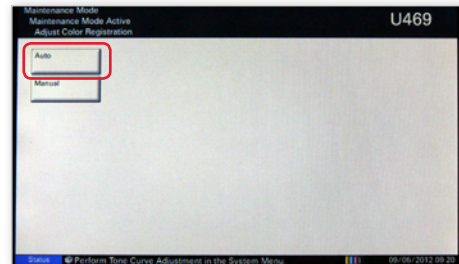 Maintenance Mode
U469
Maintenance Mode Active
Adjust Color Registration
Auto
Manual
Status Perform Tone Curve Adjustment in the System Menu. 09/06/2012 09:20